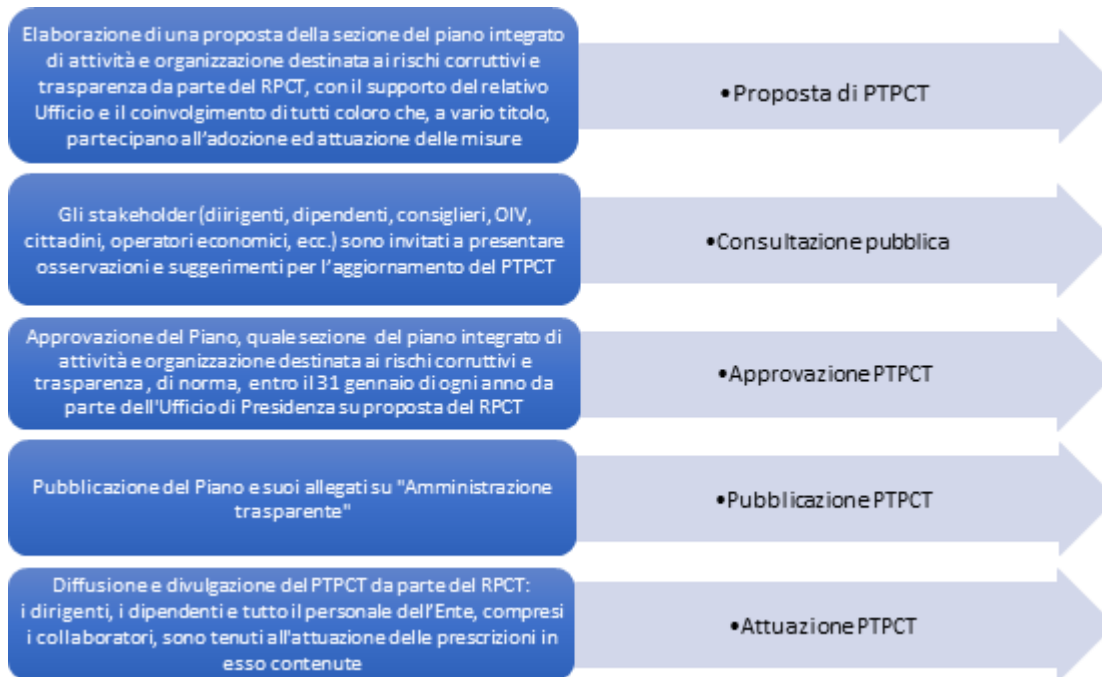 Elaborazione di una proposta della sezione del piano integrato
di attività e organizzazione destinata ai rischi corruttivi e
trasparenza da parte del RPCT, con il supporto del relativo
Ufficio e il coinvolgimento di tutti coloro che, a vario titolo,
partecipano all'adozione ed attuazione delle misure
•Proposta di PTPCT
Gli stakeholder (diirigenti, dipendenti, consiglieri, OIV,
cittadini, operatori economici, ecc.) sono invitati a presentare
osservazioni e suggerimenti per l'aggiornamento del PTPCT
•Consultazione pubblica
Approvazione del Piano, quale sezione del piano integrato di
attività e organizzazione destinata ai rischi corruttivi e
trasparenza , di norma, entro il 31 gennaio di ogni anno da
parte dell'Ufficio di Presidenza su proposta del RPCT
•Approvazione PTPCT
Pubblicazione del Piano e suoi allegati su "Amministrazione
trasparente"
•Pubblicazione PTPCT
Diffusione e divulgazione del PTPCT da parte del RPCT:
i dirigenti, i dipendenti e tutto il personale dell'Ente, compresi
i collaboratori, sono tenuti all'attuazione delle prescrizioni in
esso contenute
•Attuazione PTPCT